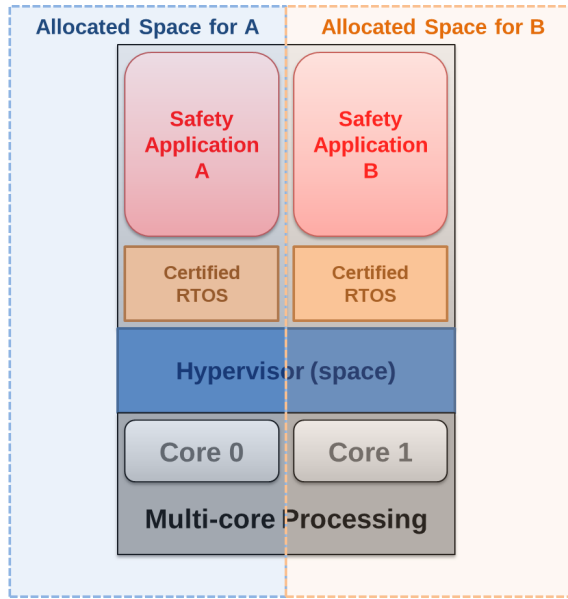 Allocated Space for A
Allocated Space for B
Safety
Application
A
Safety
Application
B
Certified
RTOS
Certified
RTOS
Hypervisor (space)
Core 0
Core 1
Multi-core Processing